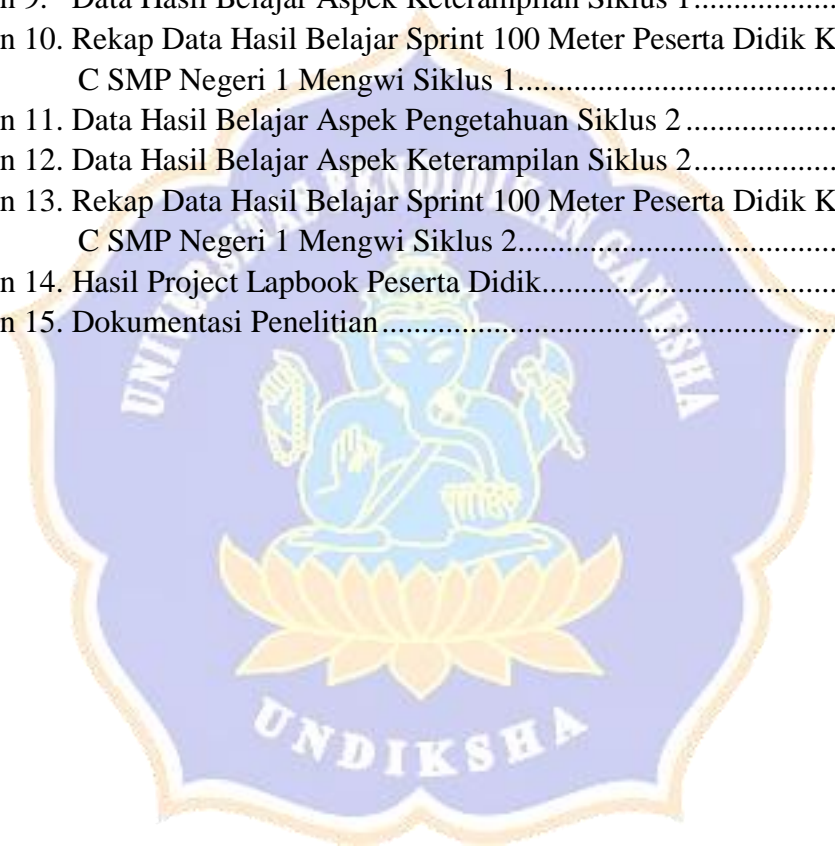 n 9. Data Hasil Belajar Aspek Keterampilan Siklus 1....................
n 10. Rekap Data Hasil Belajar Sprint 100 Meter Peserta Didik K
C SMP Negeri 1 Mengwi Siklus 1........................................
n 11. Data Hasil Belajar Aspek Pengetahuan Siklus 2...................
n 12. Data Hasil Belajar Aspek Keterampilan Siklus 2..................
n 13. Rekap Data Hasil Belajar Sprint 100 Meter Peserta Didik K
C SMP Negeri 1 Mengwi Siklus 2........................................
n 14. Hasil Project Lapbook Peserta Didik.....................................
n 15. Dokumentasi Penelitian.........................................................
UNIVERSITAS PENDIDIKAN GANESHA
UNDIKSHA